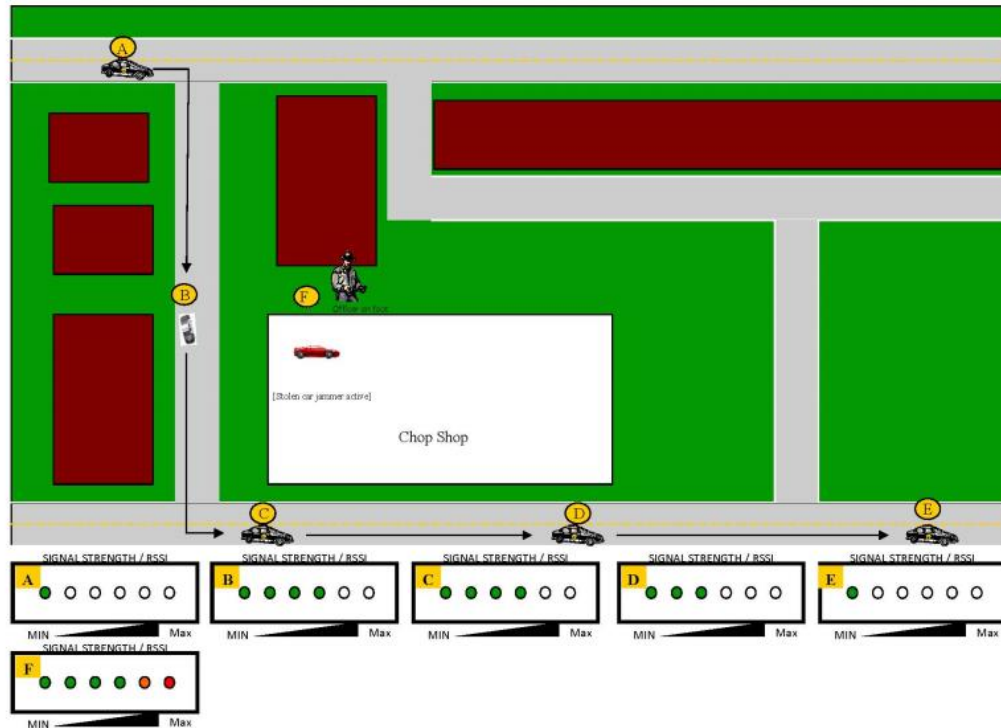 A
B
F
Officer on foot
[Stolen car jammer active]
Chop Shop
C
D
E
SIGNAL STRENGTH / RSSI
A
MIN
Max
SIGNAL STRENGTH / RSSI
B
MIN
Max
SIGNAL STRENGTH / RSSI
C
MIN
Max
SIGNAL STRENGTH / RSSI
D
MIN
Max
SIGNAL STRENGTH / RSSI
E
MIN
Max
SIGNAL STRENGTH / RSSI
F
MIN
Max